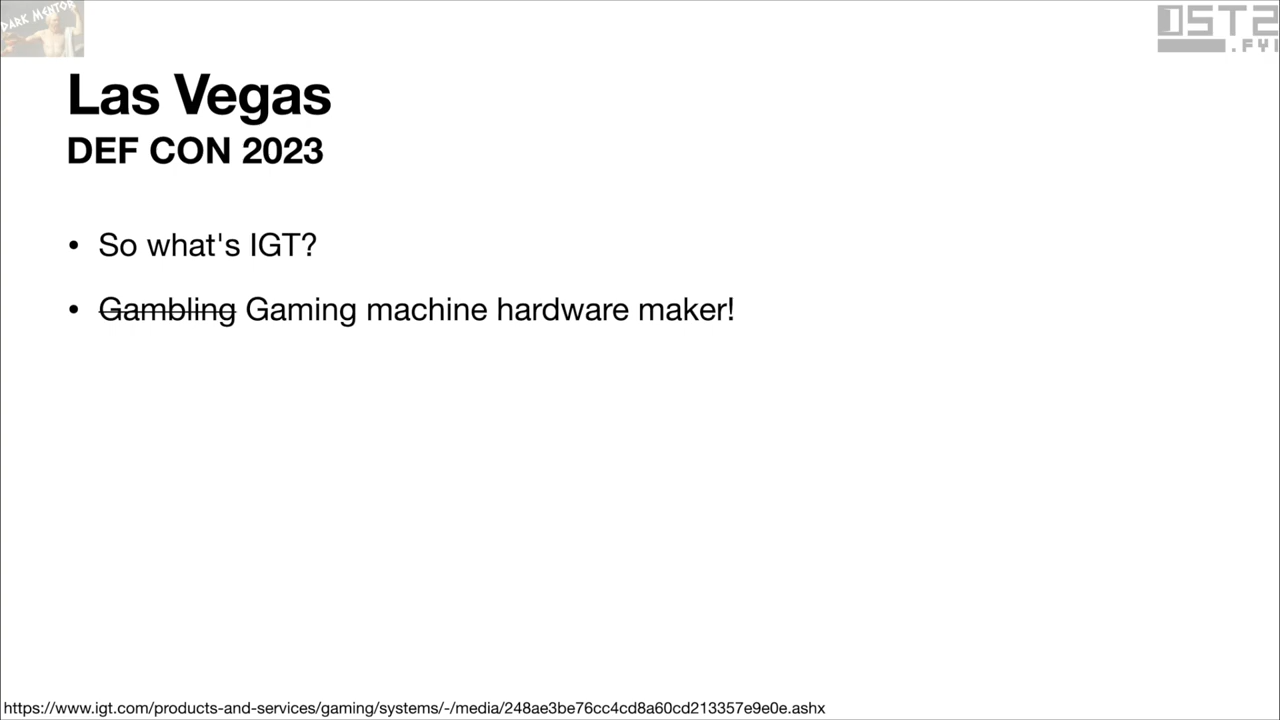 DARK MENTOR
OST2
.FYI
Las Vegas
DEF CON 2023
• So what's IGT?
• Gambling Gaming machine hardware maker!
https://www.igt.com/products-and-services/gaming/systems/-/media/248ae3be76cc4cd8a60cd213357e9e0e.ashx